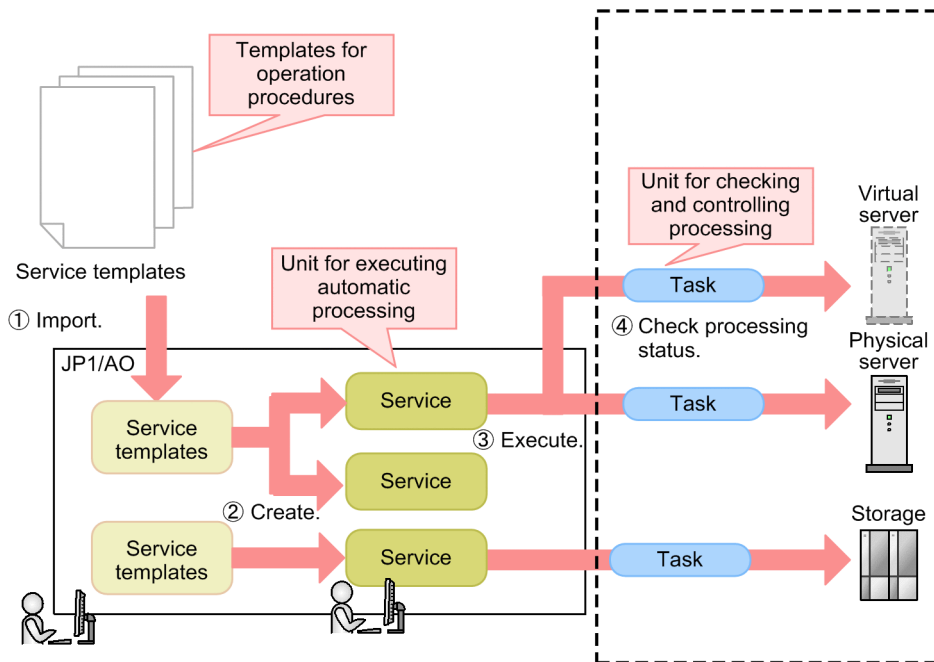 Templates for
operation
procedures
Service templates
① Import.
Unit for executing
automatic
processing
Unit for checking
and controlling
processing
Virtual
server
Task
④ Check processing
status.
Physical
server
JP1/AO
Service
templates
Service
③ Execute.
Task
Service
② Create.
Service
templates
Service
Task
Storage